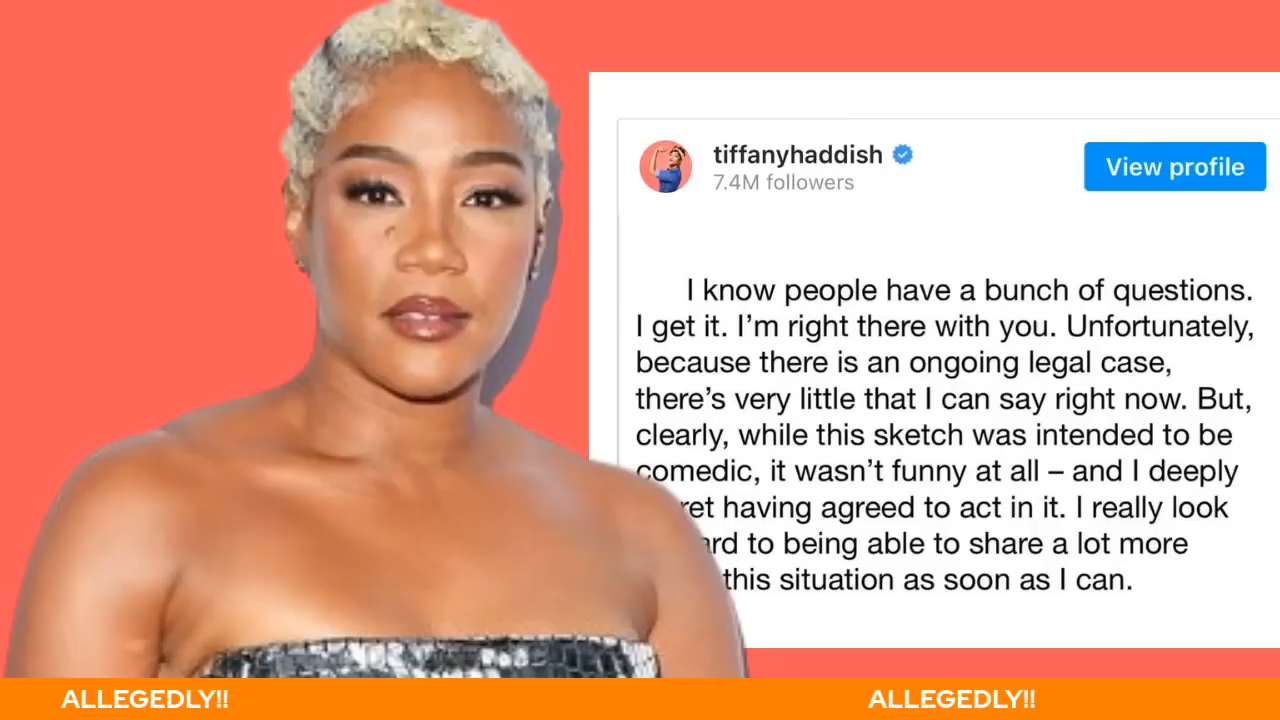 tiffanyhaddish
7.4M followers
View profile
I know people have a bunch of questions.
I get it. I’m right there with you. Unfortunately,
because there is an ongoing legal case,
there’s very little that I can say right now. But,
clearly, while this sketch was intended to be
comedic, it wasn’t funny at all – and I deeply
ret having agreed to act in it. I really look
ard to being able to share a lot more
this situation as soon as I can.
ALLEGEDLY!! ALLEGEDLY!!